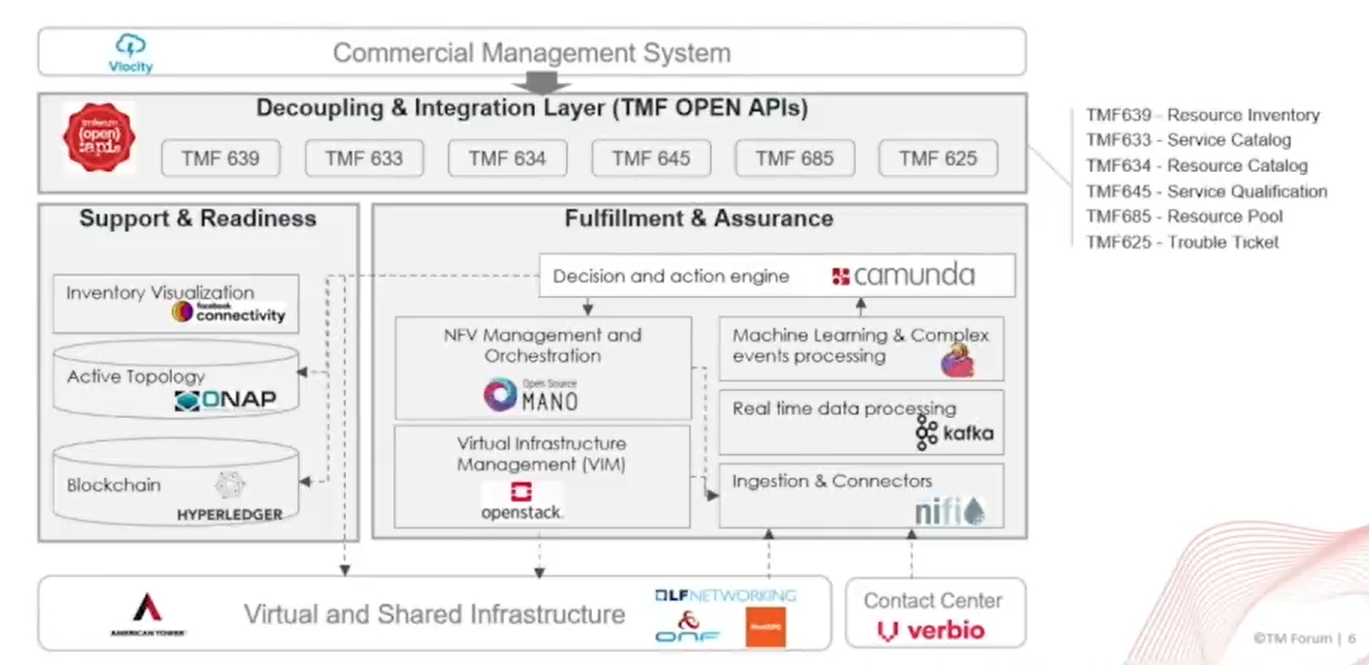 Vlocity
Commercial Management System
Decoupling & Integration Layer (TMF OPEN APIs)
(open)
:apis
TMF 639
TMF 633
TMF 634
TMF 645
TMF 685
TMF 625
TMF639 - Resource Inventory
TMF633 - Service Catalog
TMF634 - Resource Catalog
TMF645 - Service Qualification
TMF685 - Resource Pool
TMF625 - Trouble Ticket
Support & Readiness
Inventory Visualization
facebook
connectivity
Active Topology
ONAP
Blockchain
HYPERLEDGER
Fulfillment & Assurance
Decision and action engine
camunda
NFV Management and
Orchestration
Open Source
MANO
Virtual Infrastructure
Management (VIM)
openstack.
Machine Learning & Complex
events processing
Real time data processing
kafka
Ingestion & Connectors
nifi
AMERICAN TOWER
Virtual and Shared Infrastructure
LFNETWORKING
ONF
Contact Center
verbio
©TM Forum | 6